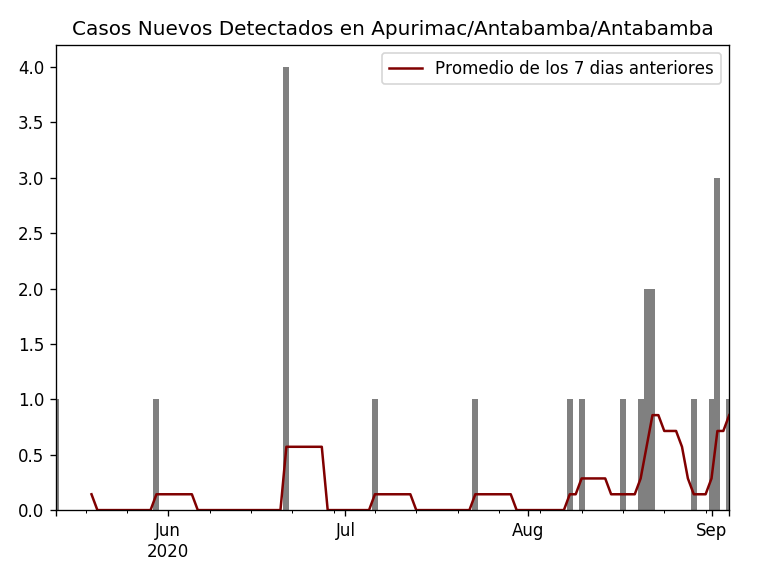 Casos Nuevos Detectados en Apurimac/Antabamba/Antabamba
Promedio de los 7 dias anteriores
4.0
3.5
3.0
2.5
2.0
1.5
1.0
0.5
0.0
Jun
2020
Jul
Aug
Sep